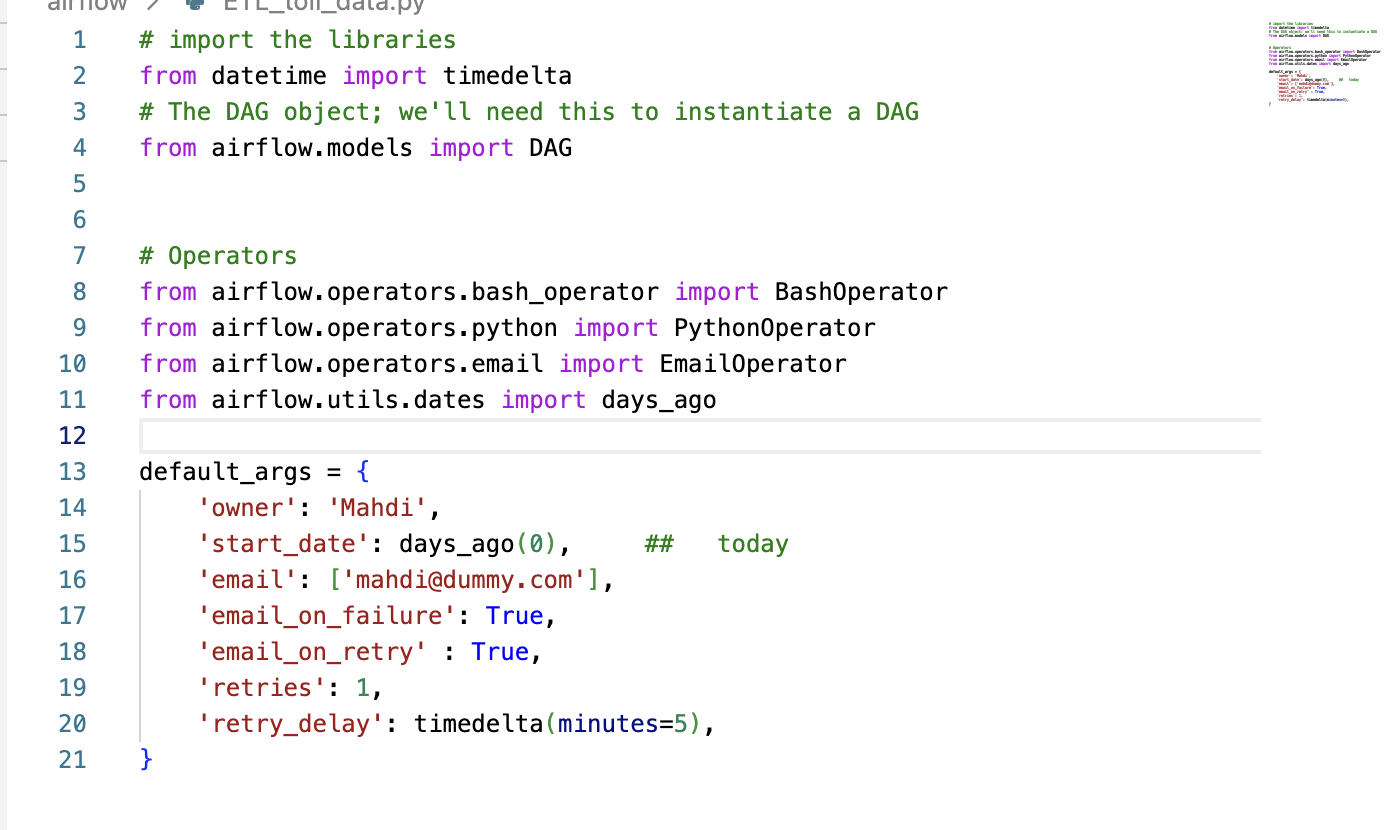 airflow > ETL_toll_data.py
1 # import the libraries
2 from datetime import timedelta
3 # The DAG object; we'll need this to instantiate a DAG
4 from airflow.models import DAG
5
6
7 # Operators
8 from airflow.operators.bash_operator import BashOperator
9 from airflow.operators.python import PythonOperator
10 from airflow.operators.email import EmailOperator
11 from airflow.utils.dates import days_ago
12
13 default_args = {
14     'owner': 'Mahdi',
15     'start_date': days_ago(0),     ##   today
16     'email': ['mahdi@dummy.com'],
17     'email_on_failure': True,
18     'email_on_retry' : True,
19     'retries': 1,
20     'retry_delay': timedelta(minutes=5),
21 }